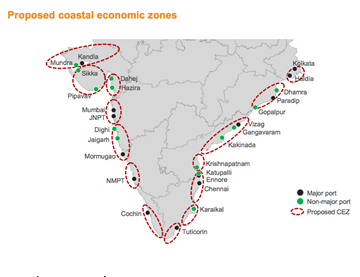 Proposed coastal economic zones
Kandla
Mundra
Sikka
Pipavav
Dahej
Hazira
Mumbai
JNPT
Dighi
Jaigarh
Mormugao
NMPT
Cochin
Tuticorin
Karaikal
Chennai
Ennore
Katupalli
Krishnapatnam
Kakinada
Gangavaram
Vizag
Gopalpur
Paradip
Dhamra
Haldia
Kolkata
Major port
Non-major port
Proposed CEZ